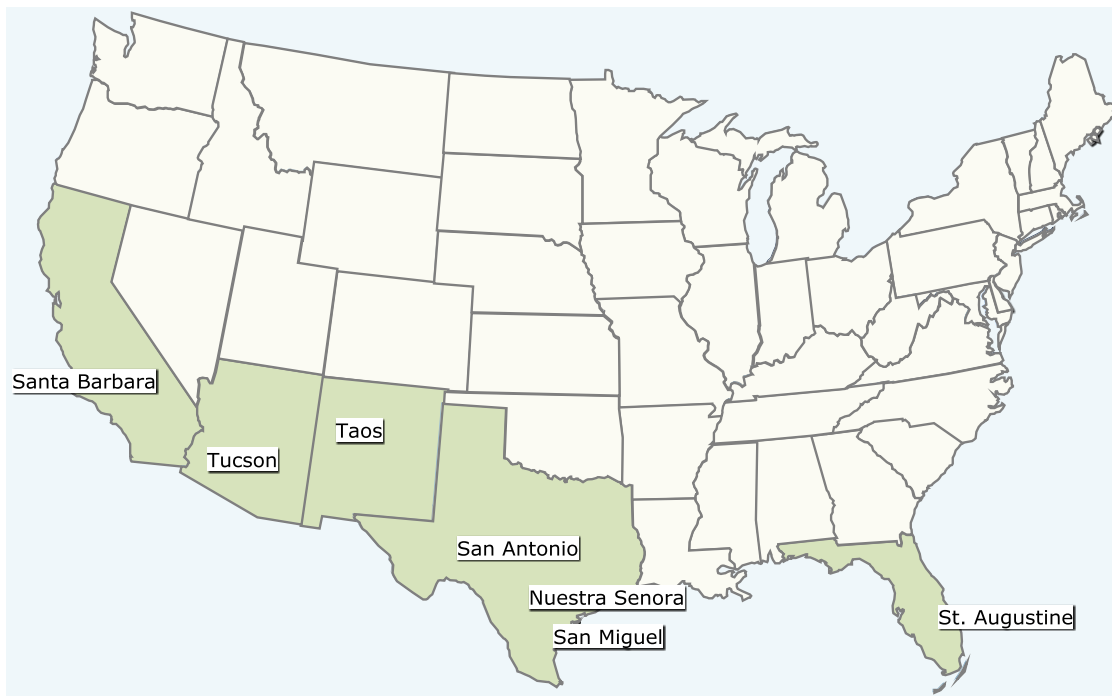 Santa Barbara
Taos
Tucson
San Antonio
Nuestra Senora
St. Augustine
San Miguel